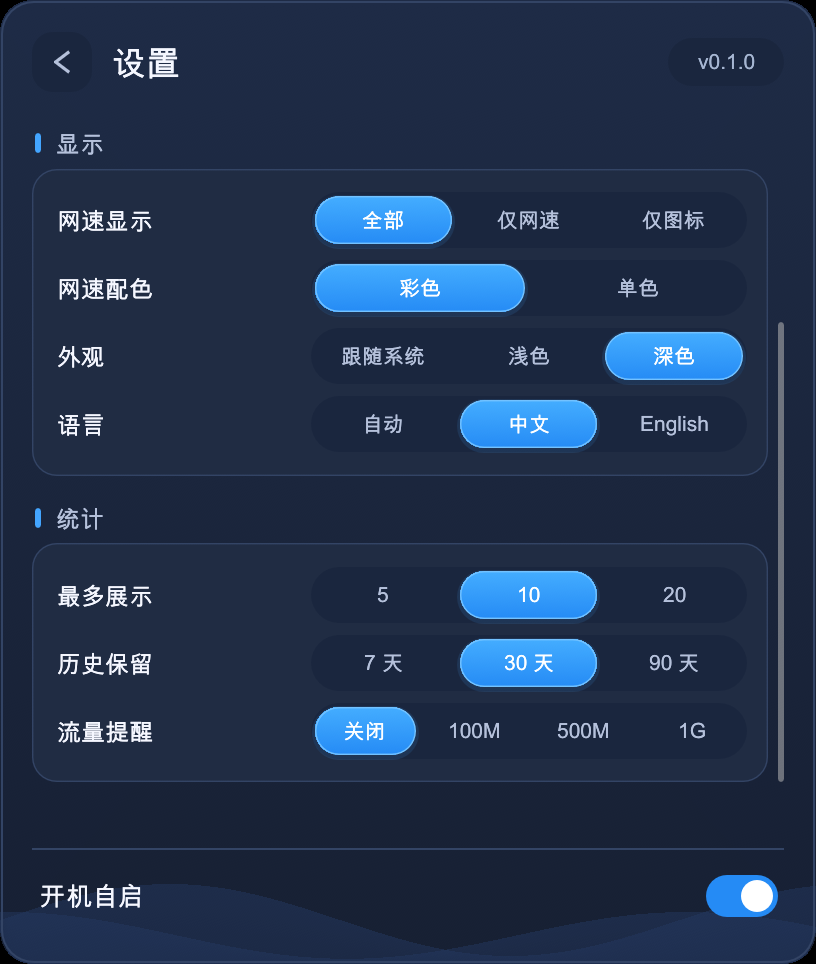 设置
v0.1.0
显示
网速显示 全部 仅网速 仅图标
网速配色 彩色 单色
外观 跟随系统 浅色 深色
语言 自动 中文 English
统计
最多展示 5 10 20
历史保留 7 天 30 天 90 天
流量提醒 关闭 100M 500M 1G
开机自启